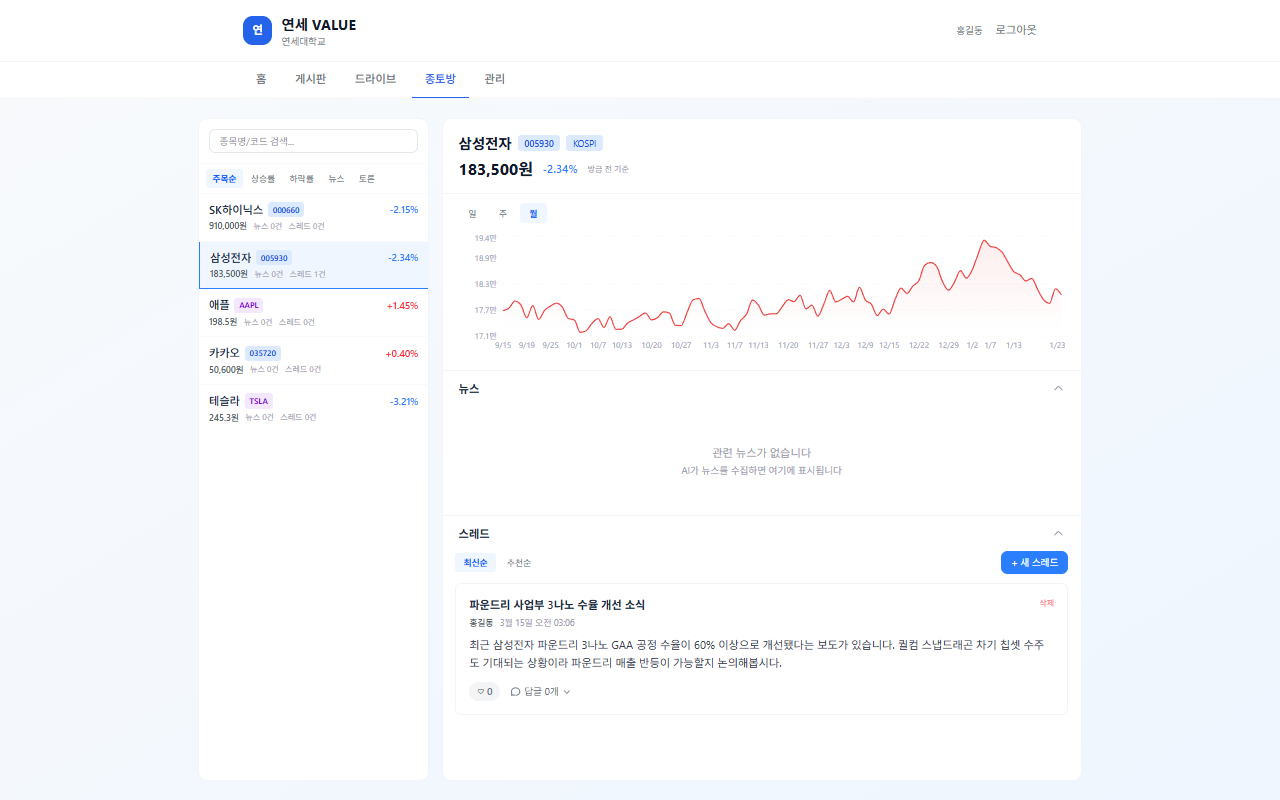 연 연세 VALUE
연세대학교
홍길동 로그아웃
홈 게시판 드라이브 종토방 관리
종목명/코드 검색...
주목순 상승률 하락률 뉴스 토론
SK하이닉스 000660 -2.15%
910,000원 뉴스 0건 스레드 0건
삼성전자 005930 -2.34%
183,500원 뉴스 0건 스레드 1건
애플 AAPL +1.45%
198.5원 뉴스 0건 스레드 0건
카카오 035720 +0.40%
50,600원 뉴스 0건 스레드 0건
테슬라 TSLA -3.21%
245.3원 뉴스 0건 스레드 0건
삼성전자 005930 KOSPI
183,500원 -2.34% 방금 전 기준
일 주 월
19.4만
18.9만
18.3만
17.7만
17.1만
9/15 9/19 9/25 10/1 10/7 10/13 10/20 10/27 11/3 11/7 11/13 11/20 11/27 12/3 12/9 12/15 12/22 12/29 1/2 1/7 1/13 1/23
뉴스
관련 뉴스가 없습니다
AI가 뉴스를 수집하면 여기에 표시됩니다
스레드
최신순 추천순 + 새 스레드
파운드리 사업부 3나노 수율 개선 소식 삭제
홍길동 3월 15일 오전 03:06
최근 삼성전자 파운드리 3나노 GAA 공정 수율이 60% 이상으로 개선됐다는 보도가 있습니다. 퀄컴 스냅드래곤 차기 칩셋 수주
도 기대되는 상황이라 파운드리 매출 반등이 가능할지 논의해봅시다.
♡ 0 답글 0개